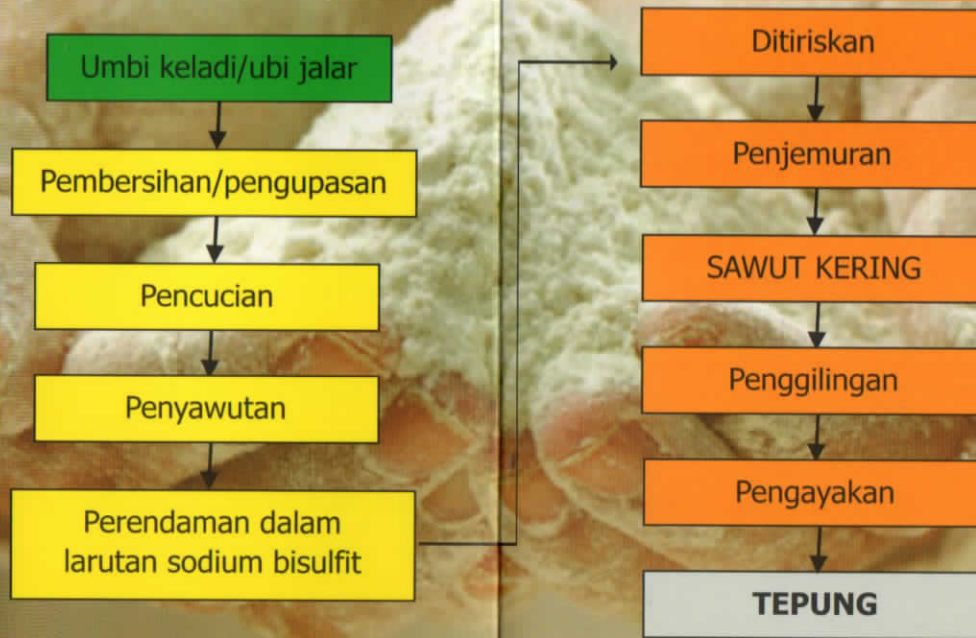 Umbi keladi/ubi jalar
Pembersihan/pengupasan
Pencucian
Penyawutan
Perendaman dalam
larutan sodium bisulfit
Ditiriskan
Penjemuran
SAWUT KERING
Penggilingan
Pengayakan
TEPUNG